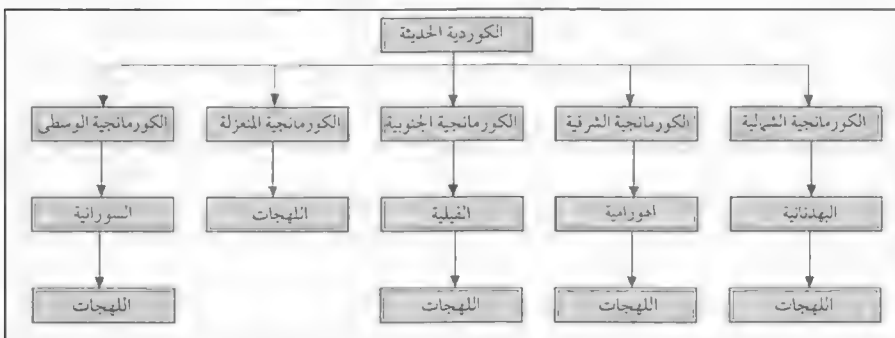 الكوردية الحديثة
الكورمانجية الشمالية
الكورمانجية الشرقية
الكورمانجية الجنوبية
الكورمانجية المنعزلة
الكورمانجية الوسطى
البهدنانية
اهورامية
الفيلية
اللهجات
السورانية
اللهجات
اللهجات
اللهجات
اللهجات